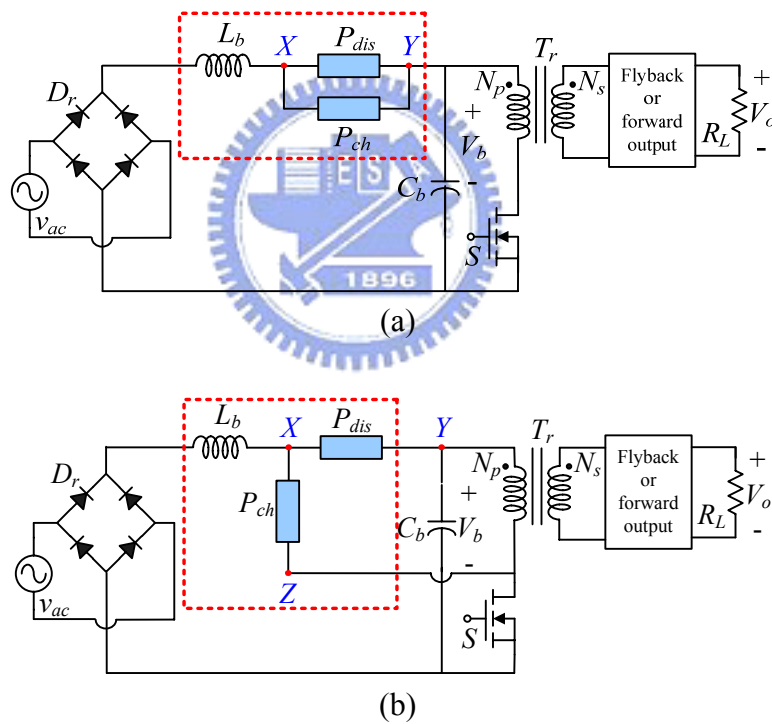 L_b
X
P_dis
Y
T_r
D_r
N_p
N_s
Flyback
or
forward
output
+
V_o
-
R_L
P_ch
+
V_b
-
C_b
E S
v_ac
S
1896
(a)
L_b
X
P_dis
Y
T_r
D_r
N_p
N_s
Flyback
or
forward
output
+
V_o
-
R_L
P_ch
C_b
+
V_b
-
Z
v_ac
S
(b)